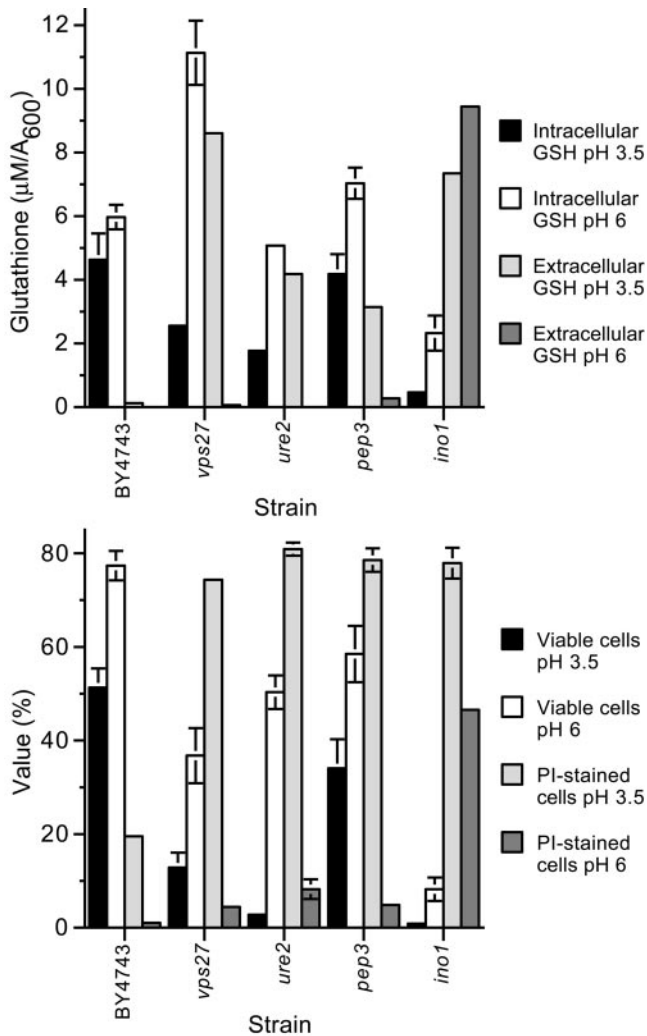 12
10
8
6
4
2
0
Glutathione (μM/A600)
BY4743
vps27
ure2
pep3
ino1
Strain
Intracellular
GSH pH 3.5
Intracellular
GSH pH 6
Extracellular
GSH pH 3.5
Extracellular
GSH pH 6
80
60
40
20
0
Value (%)
BY4743
vps27
ure2
pep3
ino1
Strain
Viable cells
pH 3.5
Viable cells
pH 6
PI-stained
cells pH 3.5
PI-stained
cells pH 6